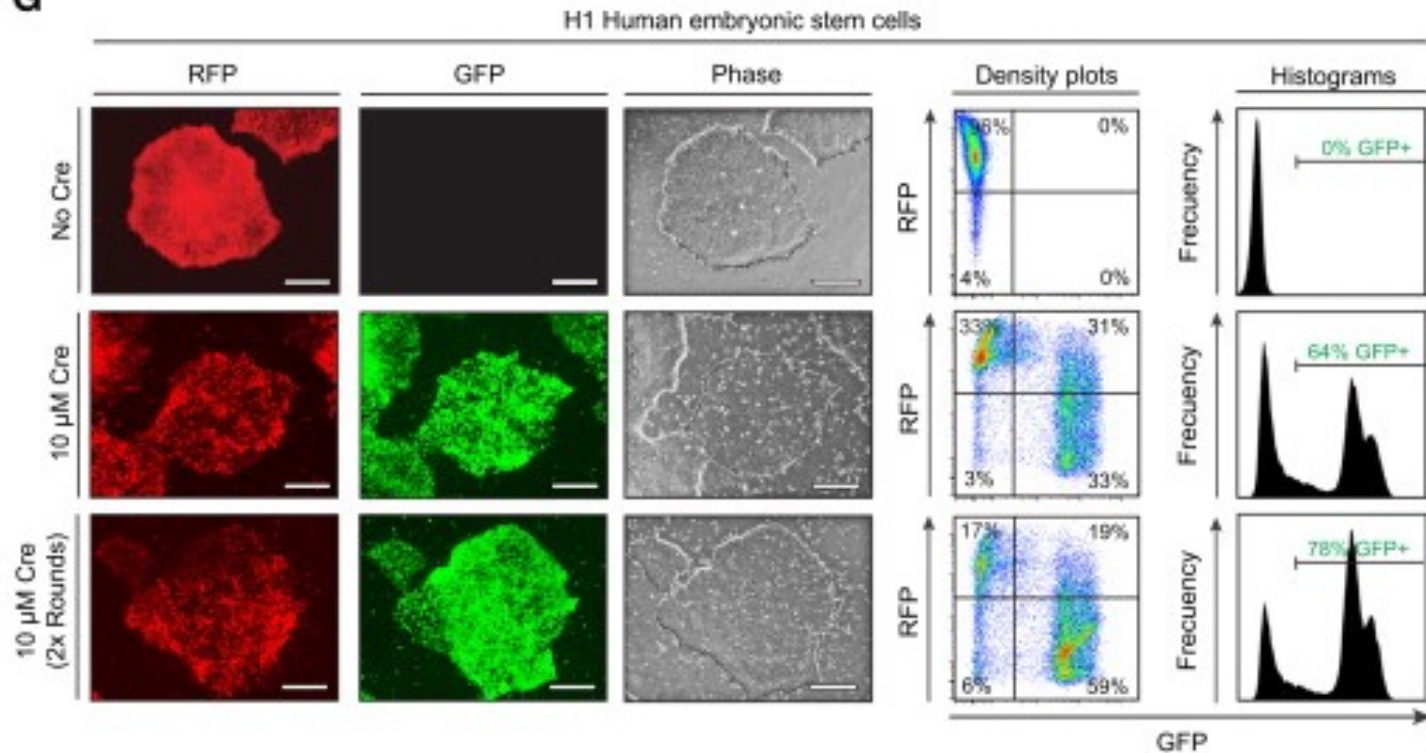 G
H1 Human embryonic stem cells
RFP GFP Phase Density plots Histograms
No Cre
RFP
96% 0%
4% 0%
Frecuency
0% GFP+
10 µM Cre
RFP
33% 31%
3% 33%
Frecuency
64% GFP+
10 µM Cre
(2x Rounds)
RFP
17% 19%
6% 59%
Frecuency
78% GFP+
GFP